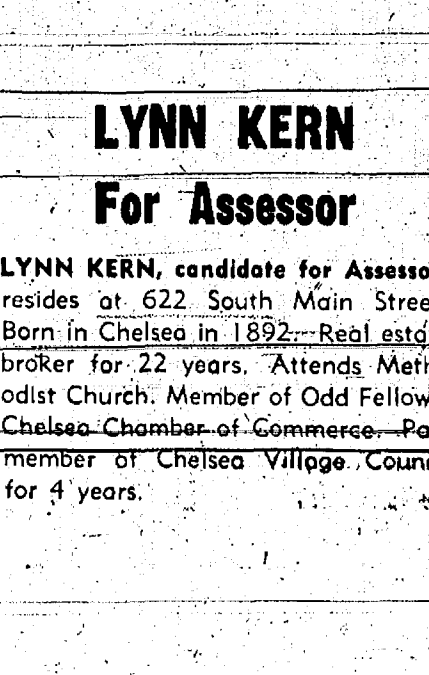 LYNN KERN
For Assessor
LYNN KERN, candidate for Assesso
resides at 622 South Main Stree
Born in Chelsea in 1892. Real esta
broker for 22 years. Attends Meth
odist Church. Member of Odd Fellow
Chelsea Chamber of Commerce. Pa
member of Chelsea Village Coun
for 4 years.